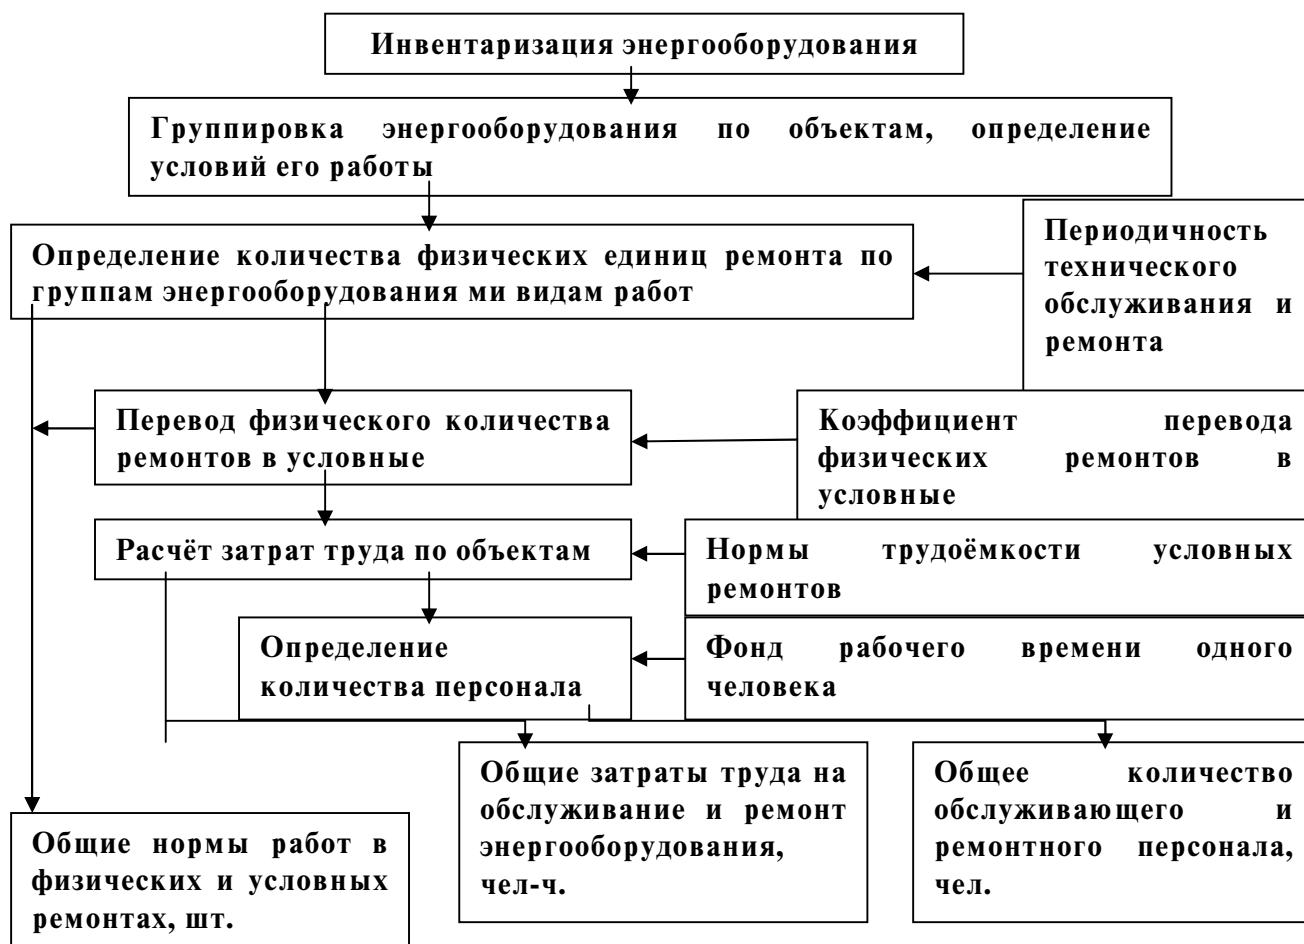 Инвентаризация энергооборудования
Группировка энергооборудования по объектам, определение
условий его работы
Периодичность
технического
обслуживания и
ремонта
Определение количества физических единиц ремонта по
группам энергооборудования ми видам работ
Перевод физического количества
ремонтов в условные
Коэффициент перевода
физических ремонтов в
условные
Расчёт затрат труда по объектам
Нормы трудоёмкости условных
ремонтов
Определение
количества персонала
Фонд рабочего времени одного
человека
Общие затраты труда на
обслуживание и ремонт
энергооборудования,
чел-ч.
Общее количество
обслуживающего и
ремонтного персонала,
чел.
Общие нормы работ в
физических и условных
ремонтах, шт.